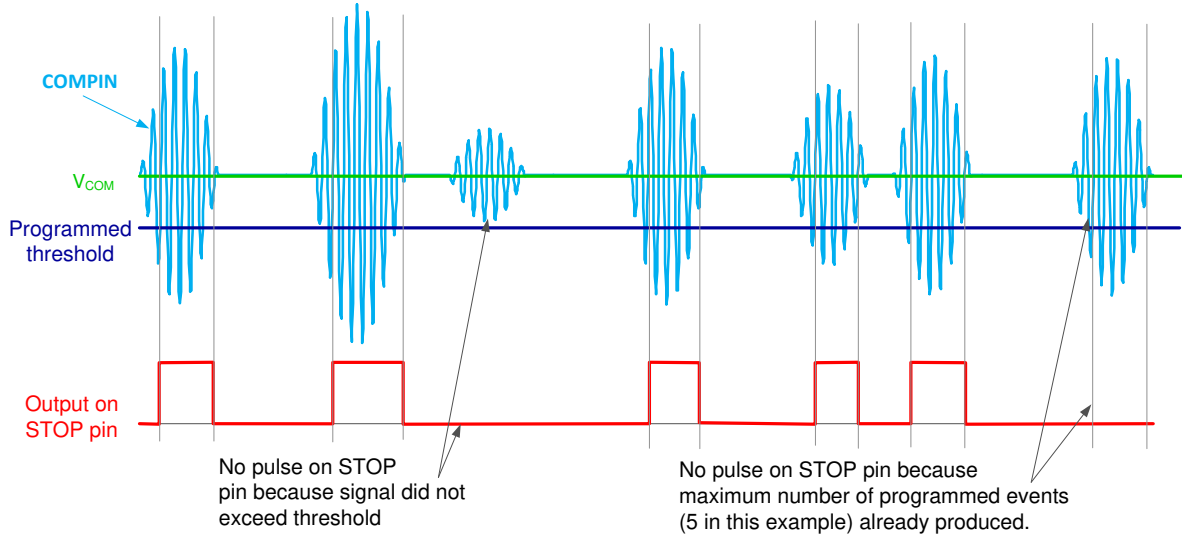 COMPIN
VCOM
Programmed
threshold
Output on
STOP pin
No pulse on STOP
pin because signal did not
exceed threshold
No pulse on STOP pin because
maximum number of programmed events
(5 in this example) already produced.